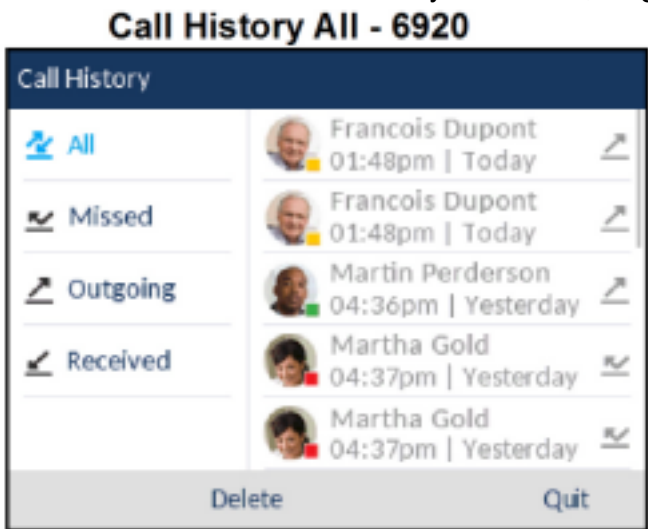 Call History All - 6920
Call History
All
Missed
Outgoing
Received
Francois Dupont
01:48pm | Today
Francois Dupont
01:48pm | Today
Martin Perderson
04:36pm | Yesterday
Martha Gold
04:37pm | Yesterday
Martha Gold
04:37pm | Yesterday
Delete
Quit